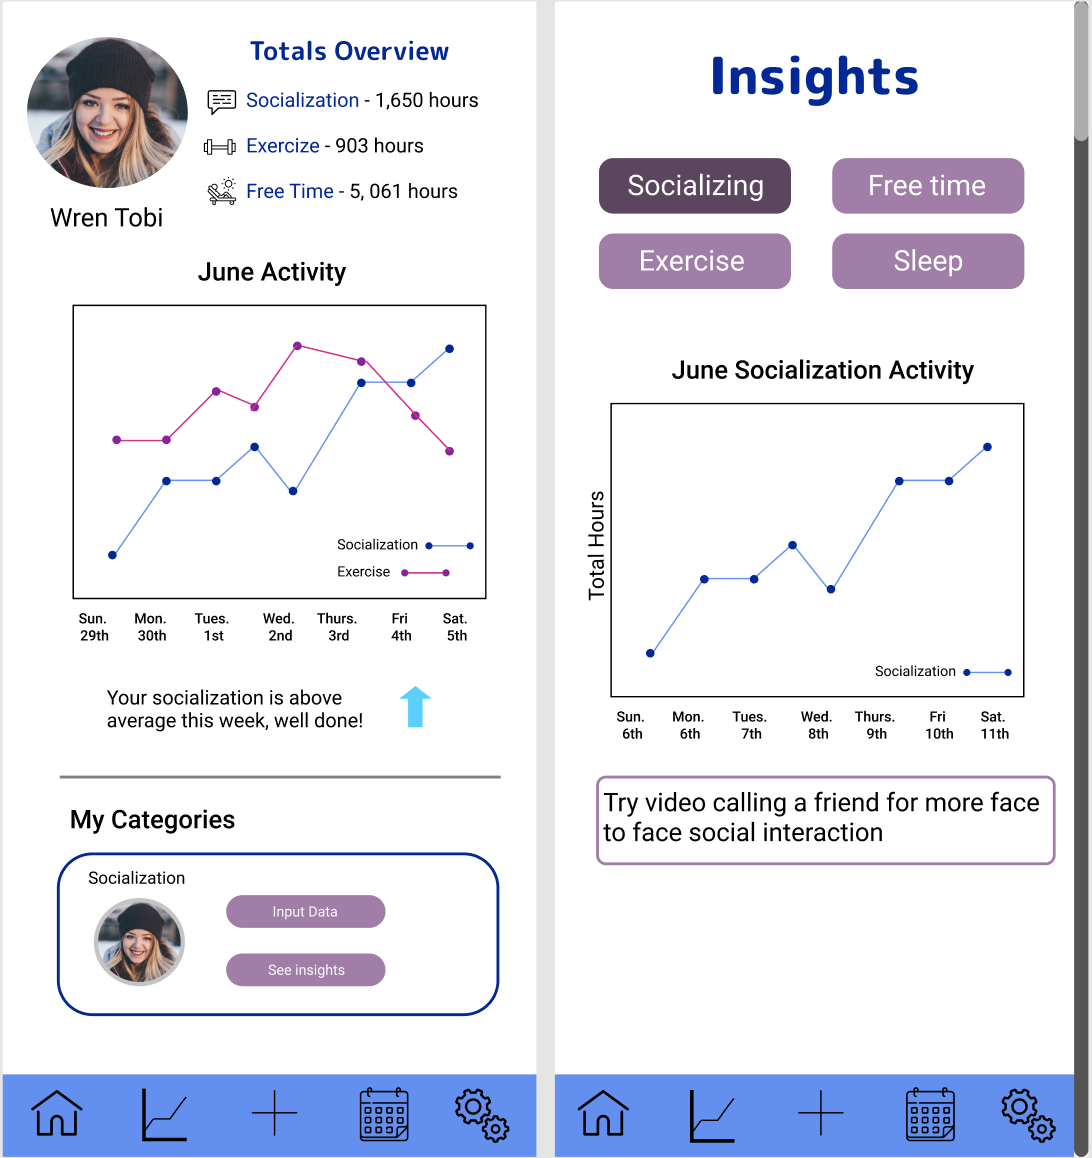 Totals Overview
Socialization - 1,650 hours
Exercize - 903 hours
Free Time - 5, 061 hours
Wren Tobi
June Activity
Socialization
Exercise
Sun. Mon. Tues. Wed. Thurs. Fri Sat.
29th 30th 1st 2nd 3rd 4th 5th
Your socialization is above
average this week, well done!
My Categories
Socialization
Input Data
See insights
Insights
Socializing Free time
Exercise Sleep
June Socialization Activity
Total Hours
Socialization
Sun. Mon. Tues. Wed. Thurs. Fri Sat.
6th 6th 7th 8th 9th 10th 11th
Try video calling a friend for more face
to face social interaction